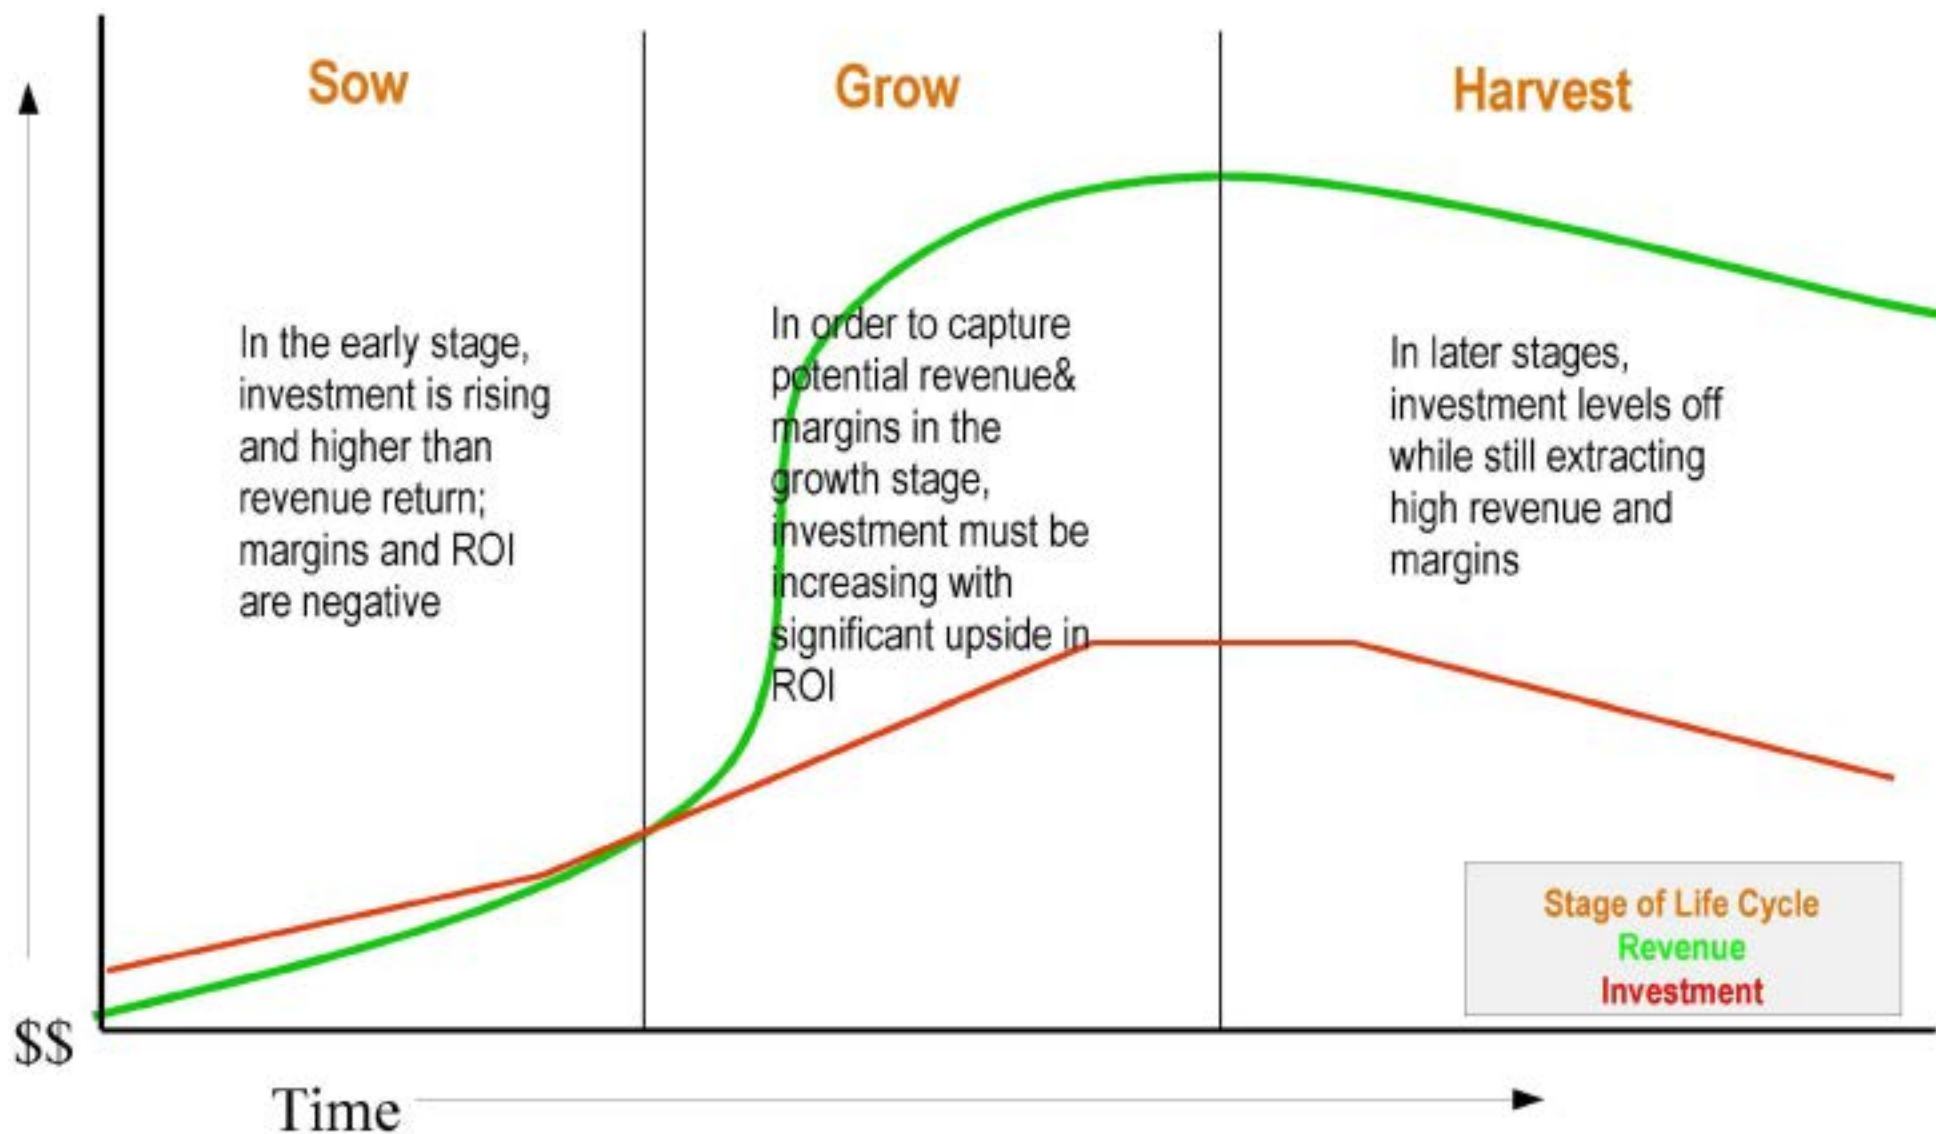 Sow
Grow
Harvest
In the early stage,
investment is rising
and higher than
revenue return;
margins and ROI
are negative
In order to capture
potential revenue&
margins in the
growth stage,
investment must be
increasing with
significant upside in
ROI
In later stages,
investment levels off
while still extracting
high revenue and
margins
Stage of Life Cycle
Revenue
Investment
$$
Time